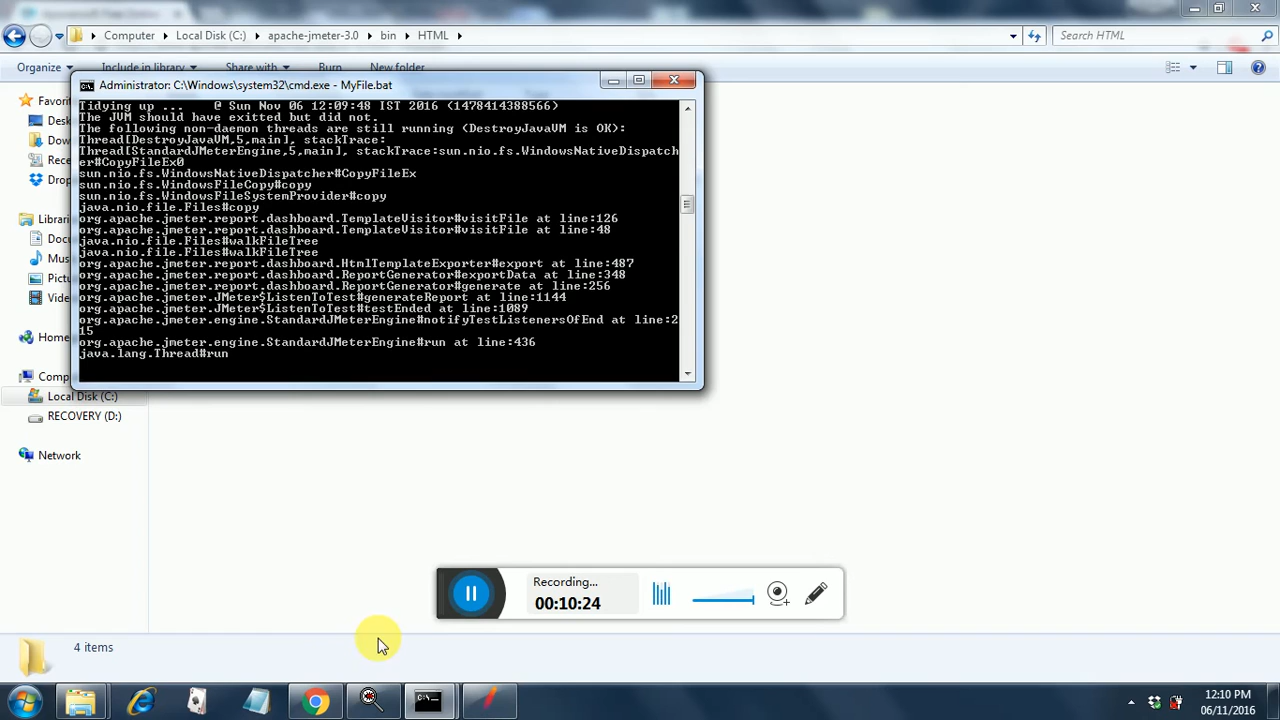 Computer
Local Disk (C:)
apache-jmeter-3.0
bin
HTML
Search HTML
Organize
Include in library
Share with
Burn
New folder
Administrator: C:\Windows\system32\cmd.exe - MyFile.bat
Tidying up ...    @ Sun Nov 06 12:09:48 IST 2016 (1478414388566)
The JVM should have exitted but did not.
The following non-daemon threads are still running (DestroyJavaVM is OK):
Thread[DestroyJavaVM,5,main], stackTrace:
Thread[StandardJMeterEngine,5,main], stackTrace:sun.nio.fs.WindowsNativeDispatch
er#CopyFileEx0
sun.nio.fs.WindowsNativeDispatcher#CopyFileEx
sun.nio.fs.WindowsFileCopy#copy
sun.nio.fs.WindowsFileSystemProvider#copy
java.nio.file.Files#copy
org.apache.jmeter.report.dashboard.TemplateVisitor#visitFile at line:126
org.apache.jmeter.report.dashboard.TemplateVisitor#visitFile at line:48
java.nio.file.Files#walkFileTree
java.nio.file.Files#walkFileTree
org.apache.jmeter.report.dashboard.HtmlTemplateExporter#export at line:487
org.apache.jmeter.report.dashboard.ReportGenerator#exportData at line:348
org.apache.jmeter.report.dashboard.ReportGenerator#generate at line:256
org.apache.jmeter.JMeter$ListenToTest#generateReport at line:1144
org.apache.jmeter.JMeter$ListenToTest#testEnded at line:1089
org.apache.jmeter.engine.StandardJMeterEngine#notifyTestListenersOfEnd at line:2
15
org.apache.jmeter.engine.StandardJMeterEngine#run at line:436
java.lang.Thread#run
Favori
Desk
Down
Rece
Drop
Librari
Docu
Mus
Pictu
Vide
Home
Comp
Local Disk (C:)
RECOVERY (D:)
Network
Recording...
00:10:24
4 items
12:10 PM
06/11/2016